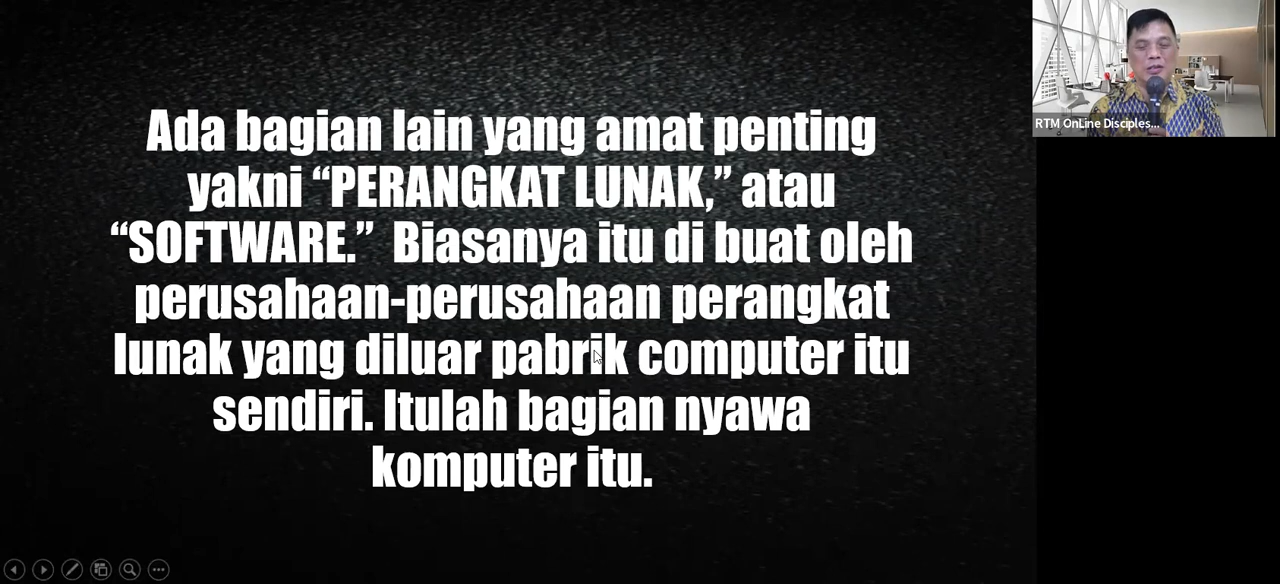 Ada bagian lain yang amat penting
yakni “PERANGKAT LUNAK,” atau
“SOFTWARE.” Biasanya itu di buat oleh
perusahaan-perusahaan perangkat
lunak yang diluar pabrik computer itu
sendiri. Itulah bagian nyawa
komputer itu.
RTM OnLine Disciples...